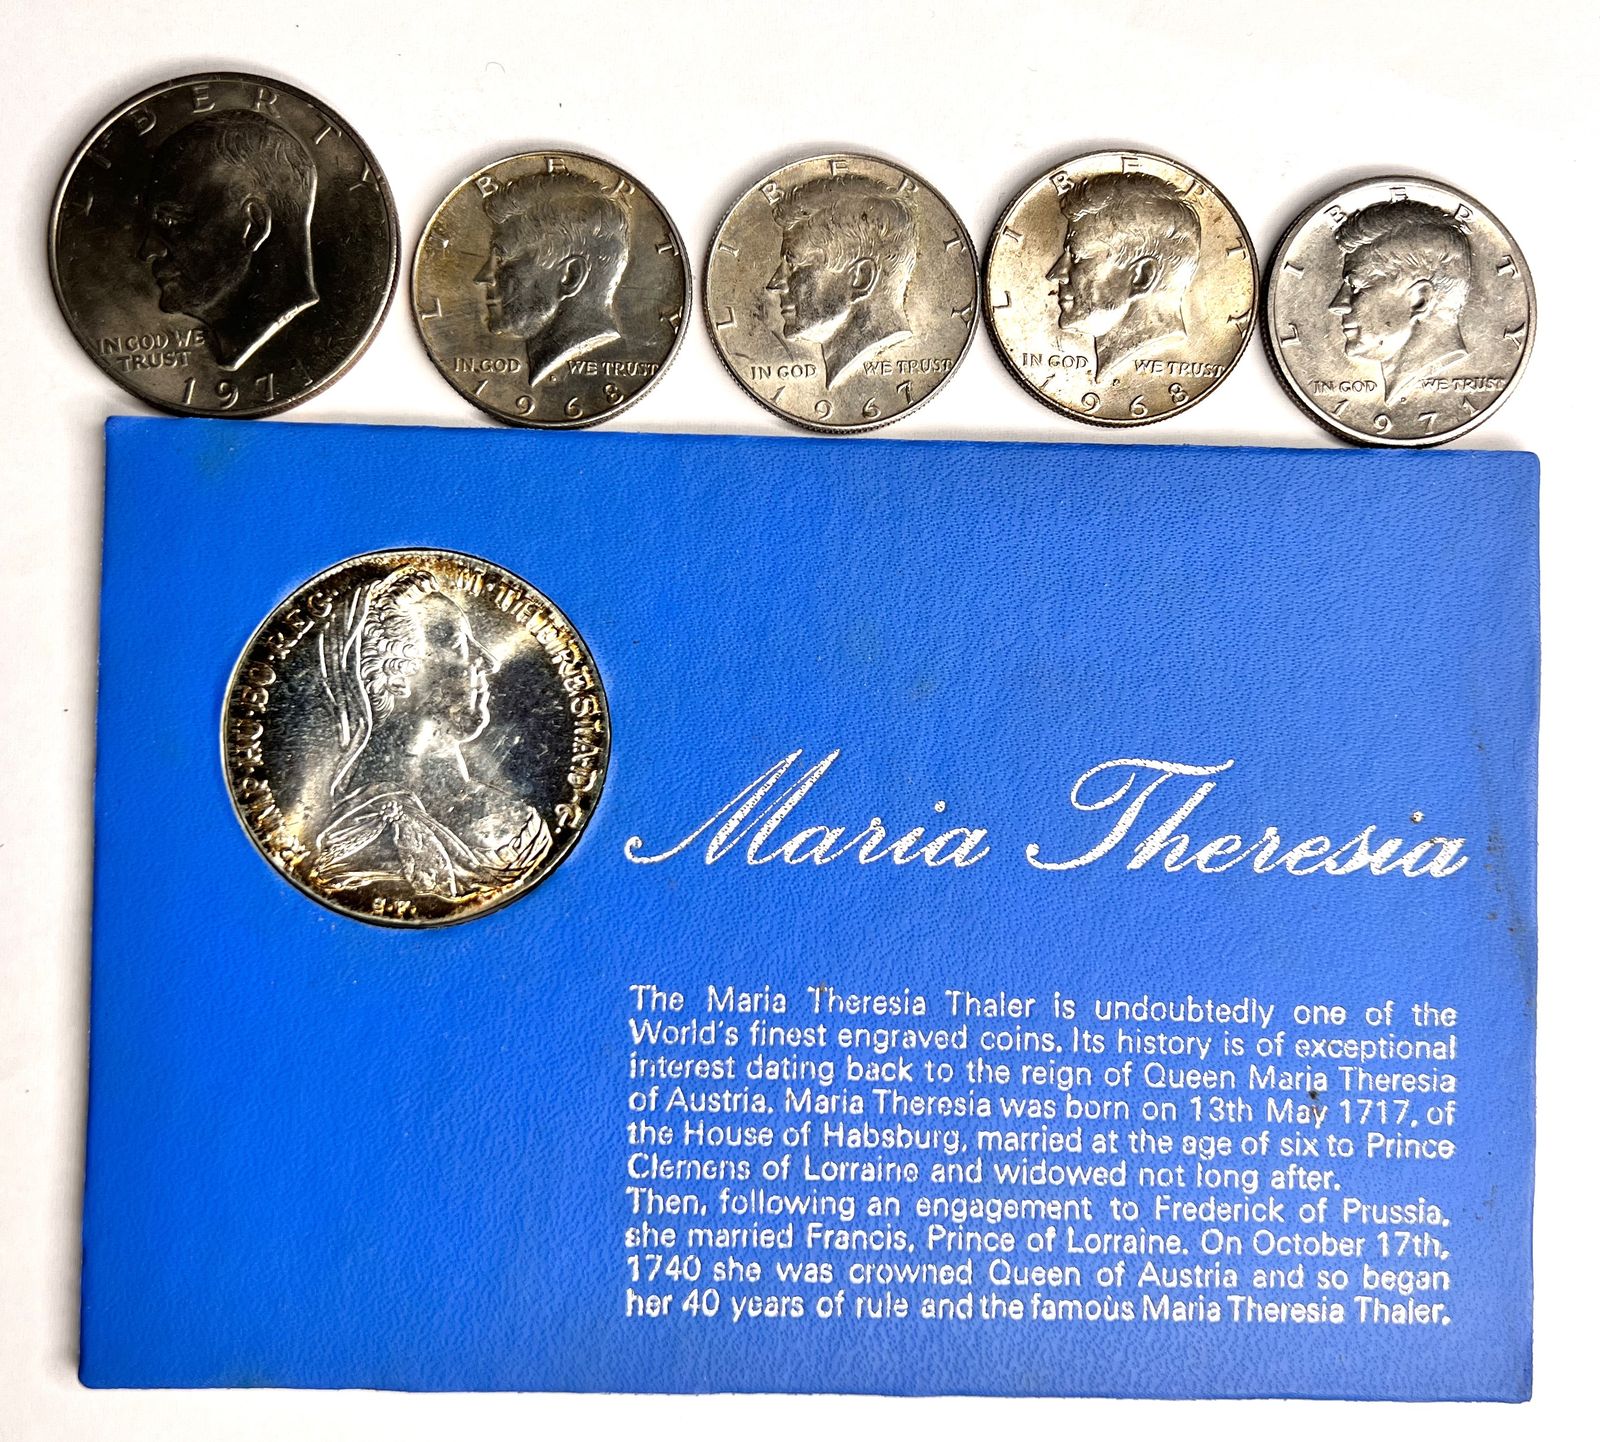 LIBERTY
IN GOD WE
TRUST
1971
LIBERTY
IN GOD WE TRUST
1968
LIBERTY
IN GOD WE TRUST
1967
LIBERTY
IN GOD WE TRUST
1968
LIBERTY
IN GOD WE TRUST
1971
R·IMP·HU·BO·REG· M·THERESIA·D·G·
S·F·
Maria Theresia
The Maria Theresia Thaler is undoubtedly one of the
World's finest engraved coins. Its history is of exceptional
interest dating back to the reign of Queen Maria Theresia
of Austria. Maria Theresia was born on 13th May 1717, of
the House of Habsburg, married at the age of six to Prince
Clemens of Lorraine and widowed not long after.
Then, following an engagement to Frederick of Prussia,
she married Francis, Prince of Lorraine. On October 17th,
1740 she was crowned Queen of Austria and so began
her 40 years of rule and the famous Maria Theresia Thaler.